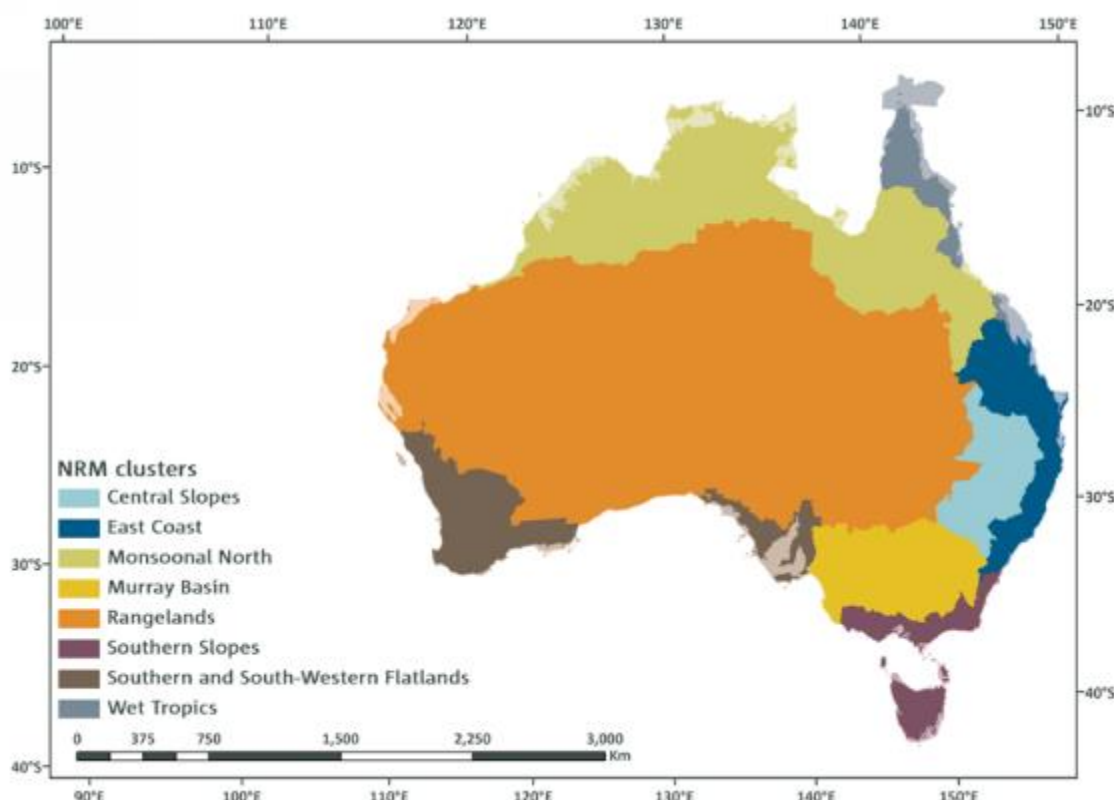 100°E 110°E 120°E 130°E 140°E 150°E
10°S
10°S
20°S
20°S
NRM clusters
Central Slopes
East Coast
30°S
Monsoonal North
30°S
Murray Basin
Rangelands
Southern Slopes
Southern and South-Western Flatlands
40°S
Wet Tropics
0 375 750 1,500 2,250 3,000
Km
40°S
90°E 100°E 110°E 120°E 130°E 140°E 150°E